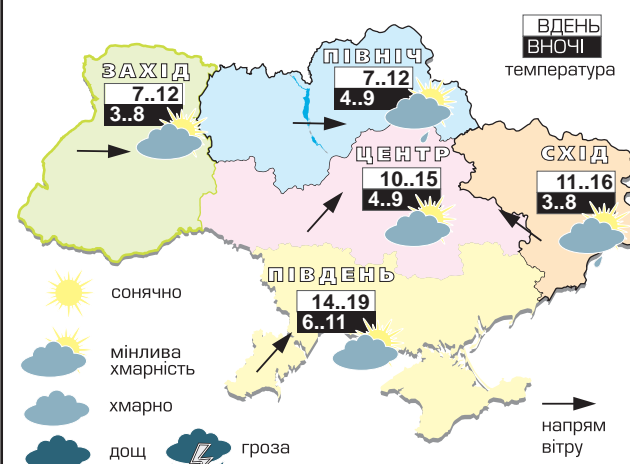 ВДЕНЬ
ВНОЧІ
температура
ЗАХІД
7..12
3..8
ПІВНІЧ
7..12
4..9
ЦЕНТР
10..15
4..9
СХІД
11..16
3..8
ПІВДЕНЬ
14..19
6..11
сонячно
мінлива
хмарність
хмарно
дощ
гроза
напрям
вітру